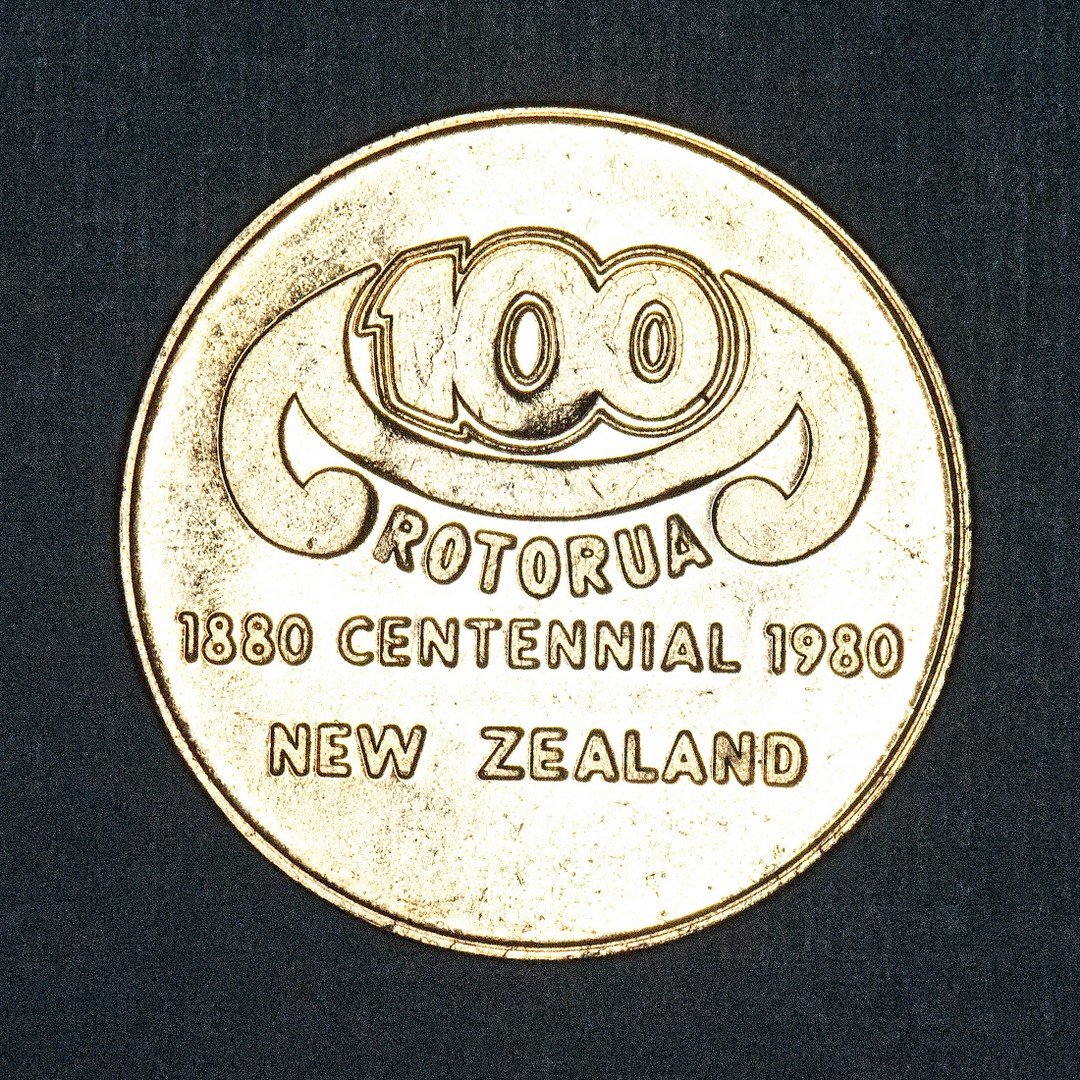 100
ROTORUA
1880 CENTENNIAL 1980
NEW ZEALAND